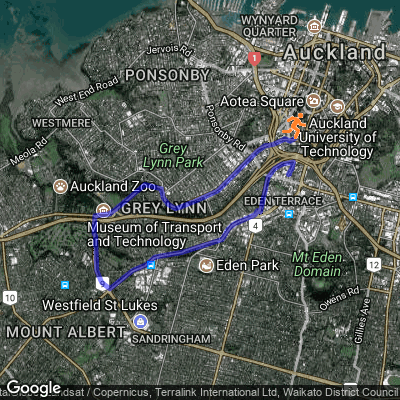 WYNYARD
QUARTER
Jervois Rd
1
Auckland
PONSONBY
West End Road
Aotea Square
WESTMERE
Ponsonby Rd
Meola Rd
Grey
Lynn Park
Auckland
University of
Technology
Auckland Zoo
GREY LYNN
EDEN TERRACE
Museum of Transport
and Technology
4
Mt Eden
Domain
Eden Park
12
10
Westfield St Lukes
Owens Rd
Gillies Ave
MOUNT ALBERT
SANDRINGHAM
Google
Landsat / Copernicus, Terralink International Ltd, Waikato District Council